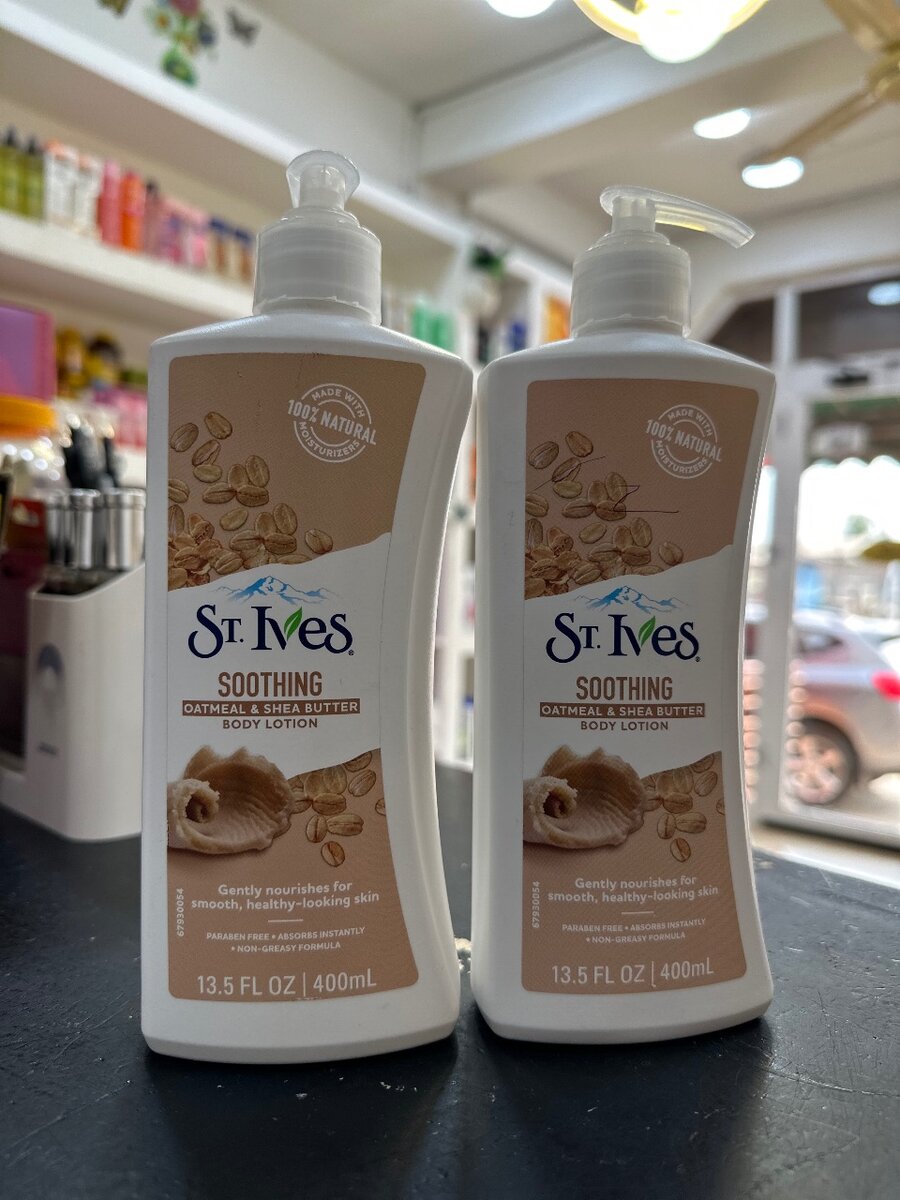 MADE WITH
100% NATURAL
MOISTURIZERS
ST. IVES®
SOOTHING
OATMEAL & SHEA BUTTER
BODY LOTION
Gently nourishes for
smooth, healthy-looking skin
PARABEN FREE • ABSORBS INSTANTLY
• NON-GREASY FORMULA
67930054
13.5 FL OZ | 400mL
MADE WITH
100% NATURAL
MOISTURIZERS
ST. IVES®
SOOTHING
OATMEAL & SHEA BUTTER
BODY LOTION
Gently nourishes for
smooth, healthy-looking skin
PARABEN FREE • ABSORBS INSTANTLY
• NON-GREASY FORMULA
67930054
13.5 FL OZ | 400mL